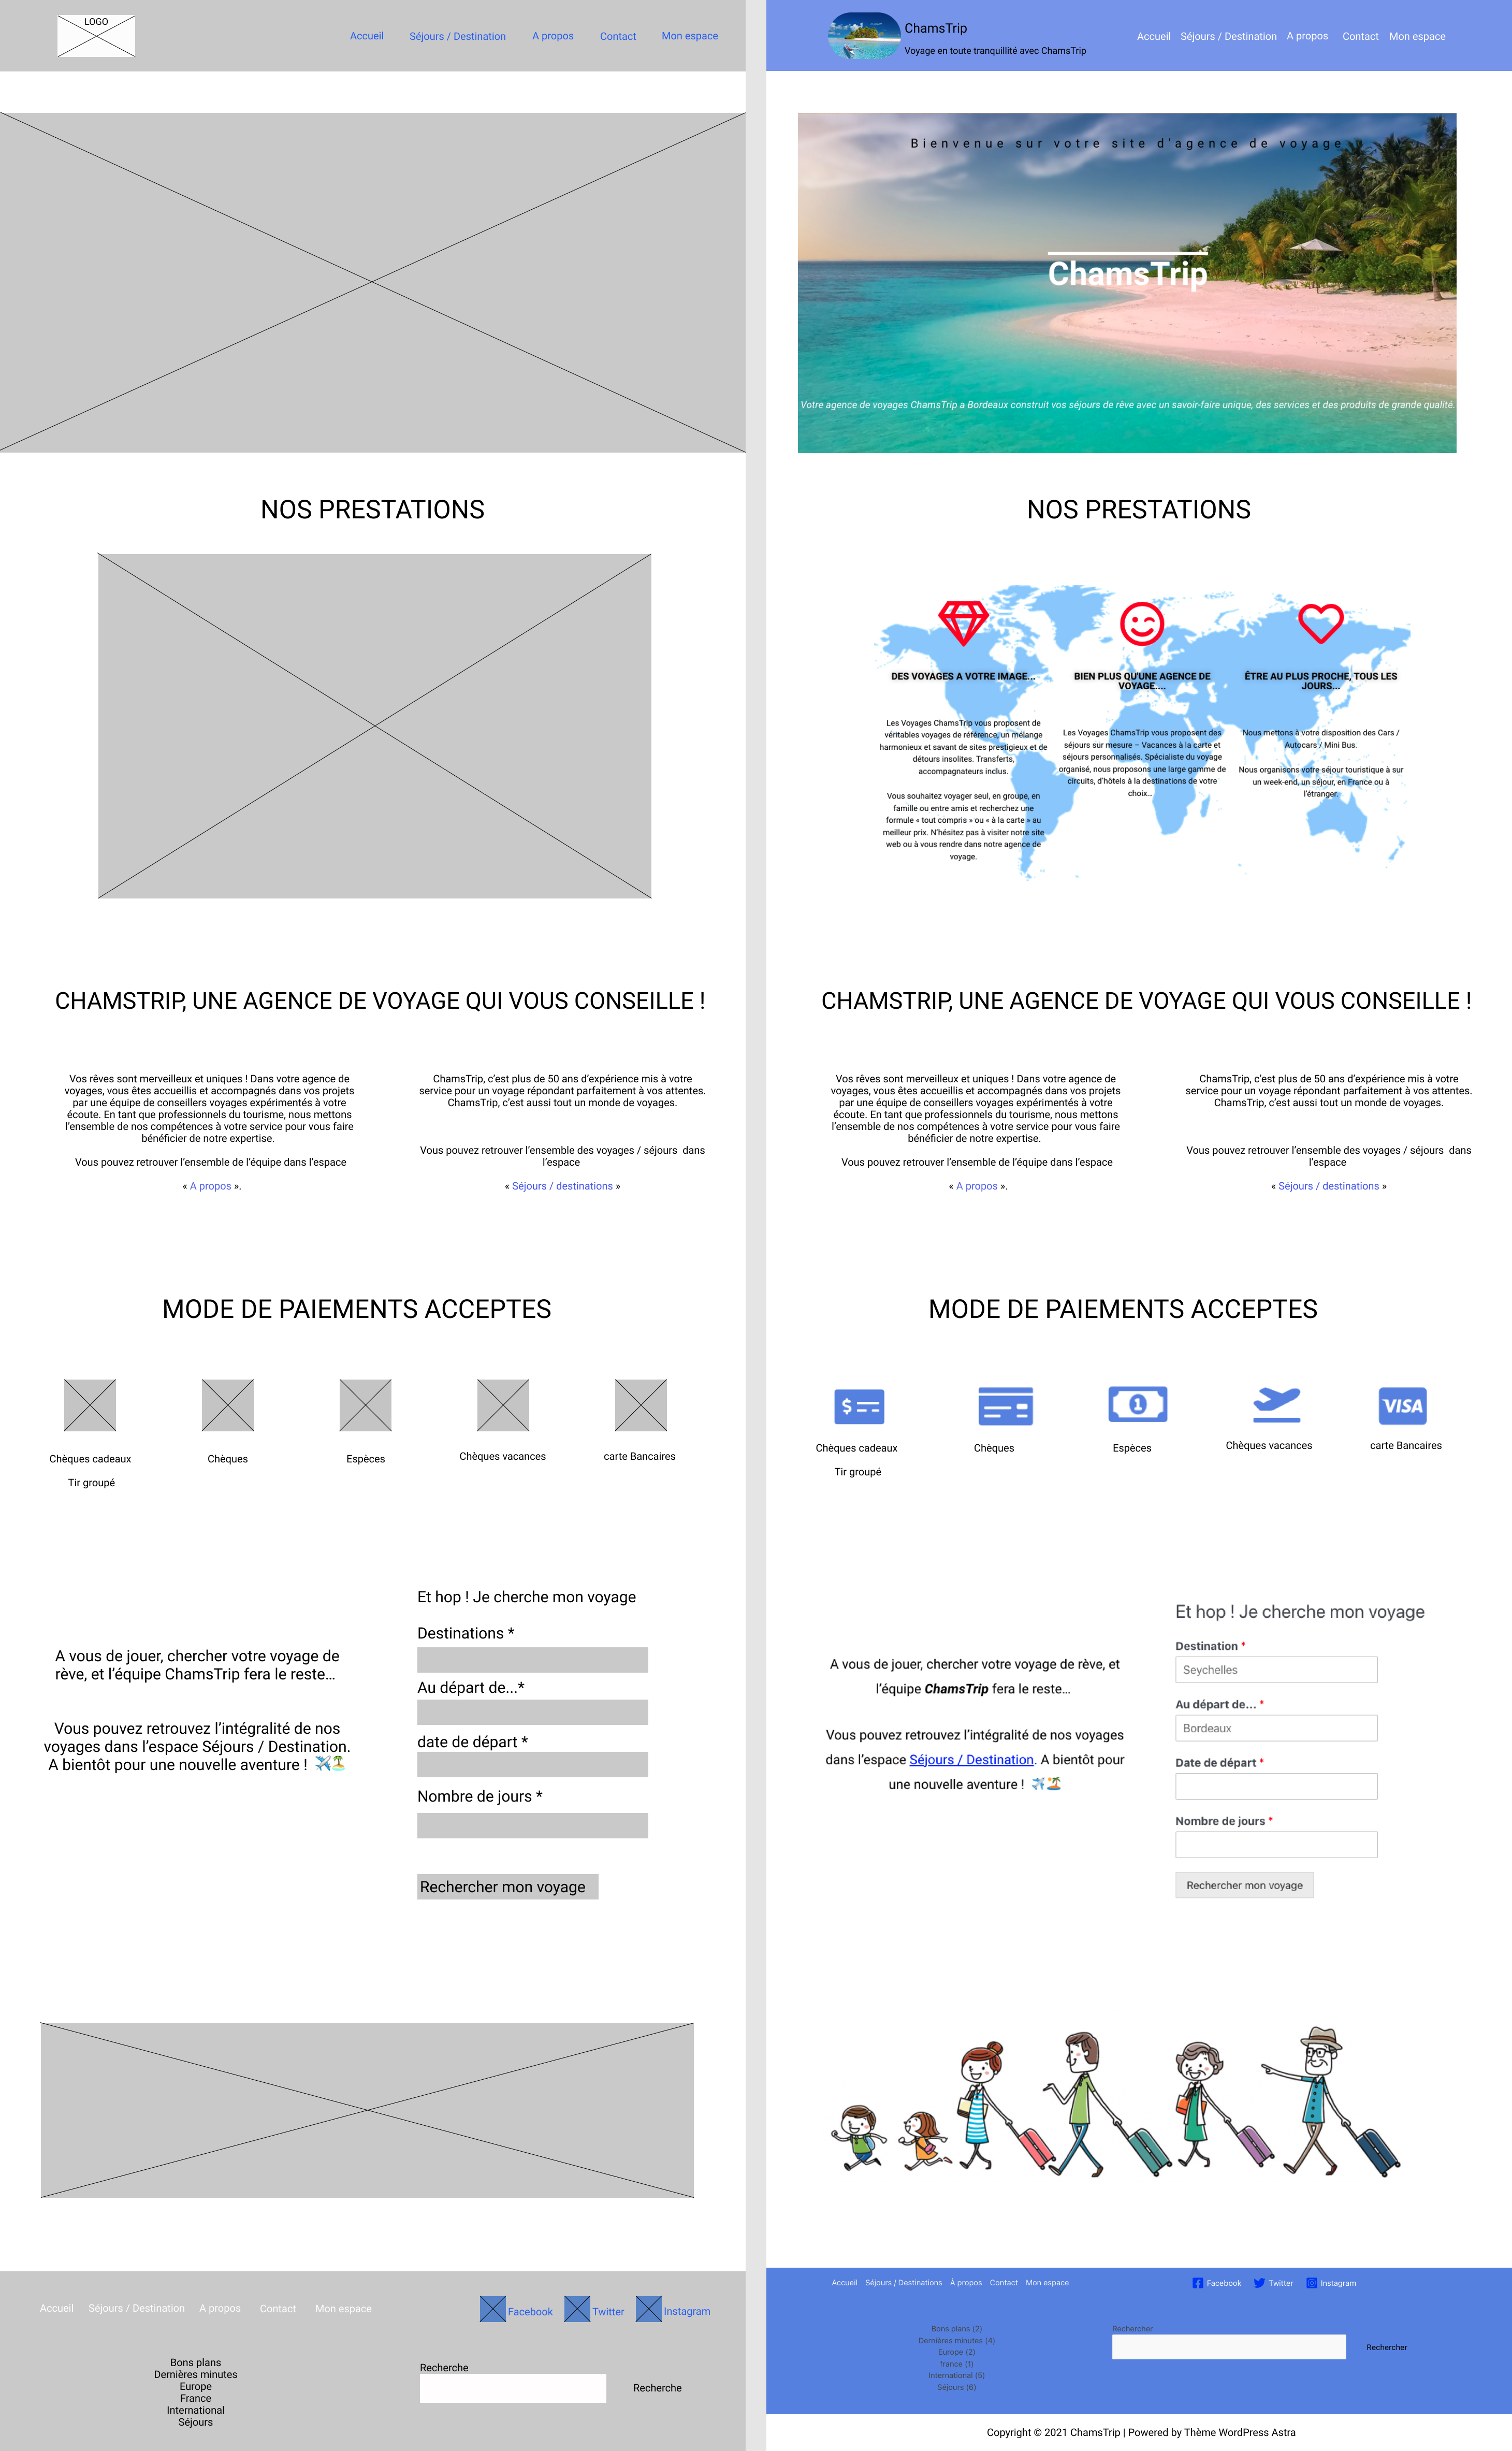 LOGO
Accueil
Séjours / Destination
A propos
Contact
Mon espace
NOS PRESTATIONS
CHAMSTRIP, UNE AGENCE DE VOYAGE QUI VOUS CONSEILLE !
Vos rêves sont merveilleux et uniques ! Dans votre agence de
voyages, vous êtes accueillis et accompagnés dans vos projets
par une équipe de conseillers voyages expérimentés à votre
écoute. En tant que professionnels du tourisme, nous mettons
l’ensemble de nos compétences à votre service pour vous faire
bénéficier de notre expertise.
Vous pouvez retrouver l’ensemble de l’équipe dans l’espace
« A propos ».
ChamsTrip, c’est plus de 50 ans d’expérience mis à votre
service pour un voyage répondant parfaitement à vos attentes.
ChamsTrip, c’est aussi tout un monde de voyages.
Vous pouvez retrouver l’ensemble des voyages / séjours dans
l’espace
« Séjours / destinations »
MODE DE PAIEMENTS ACCEPTES
Chèques cadeaux
Tir groupé
Chèques
Espèces
Chèques vacances
carte Bancaires
A vous de jouer, chercher votre voyage de
rève, et l’équipe ChamsTrip fera le reste…
Vous pouvez retrouvez l’intégralité de nos
voyages dans l’espace Séjours / Destination.
A bientôt pour une nouvelle aventure ! ✈️🏝️
Et hop ! Je cherche mon voyage
Destinations *
Au départ de...*
date de départ *
Nombre de jours *
Rechercher mon voyage
Accueil
Séjours / Destination
A propos
Contact
Mon espace
Facebook
Twitter
Instagram
Bons plans
Dernières minutes
Europe
France
International
Séjours
Recherche
Recherche
ChamsTrip
Voyage en toute tranquillité avec ChamsTrip
Accueil
Séjours / Destination
A propos
Contact
Mon espace
Bienvenue sur votre site d'agence de voyage
ChamsTrip
Votre agence de voyages ChamsTrip a Bordeaux construit vos séjours de rêve avec un savoir-faire unique, des services et des produits de grande qualité.
NOS PRESTATIONS
DES VOYAGES A VOTRE IMAGE...
Les Voyages ChamsTrip vous proposent de
véritables voyages de référence, un mélange
harmonieux et savant de sites prestigieux et de
détours insolites. Transferts,
accompagnateurs inclus.
Vous souhaitez voyager seul, en groupe, en
famille ou entre amis et recherchez une
formule « tout compris » ou « à la carte » au
meilleur prix. N’hésitez pas à visiter notre site
web ou à vous rendre dans notre agence de
voyage.
BIEN PLUS QU'UNE AGENCE DE
VOYAGE....
Les Voyages ChamsTrip vous proposent des
séjours sur mesure – Vacances à la carte et
séjours personnalisés. Spécialiste du voyage
organisé, nous proposons une large gamme de
circuits, d’hôtels à la destinations de votre
choix…
ÊTRE AU PLUS PROCHE, TOUS LES
JOURS...
Nous mettons à votre disposition des Cars /
Autocars / Mini Bus.
Nous organisons votre séjour touristique à sur
un week-end, un séjour, en France ou à
l’étranger.
CHAMSTRIP, UNE AGENCE DE VOYAGE QUI VOUS CONSEILLE !
Vos rêves sont merveilleux et uniques ! Dans votre agence de
voyages, vous êtes accueillis et accompagnés dans vos projets
par une équipe de conseillers voyages expérimentés à votre
écoute. En tant que professionnels du tourisme, nous mettons
l’ensemble de nos compétences à votre service pour vous faire
bénéficier de notre expertise.
Vous pouvez retrouver l’ensemble de l’équipe dans l’espace
« A propos ».
ChamsTrip, c’est plus de 50 ans d’expérience mis à votre
service pour un voyage répondant parfaitement à vos attentes.
ChamsTrip, c’est aussi tout un monde de voyages.
Vous pouvez retrouver l’ensemble des voyages / séjours dans
l’espace
« Séjours / destinations »
MODE DE PAIEMENTS ACCEPTES
$
1
VISA
Chèques cadeaux
Tir groupé
Chèques
Espèces
Chèques vacances
carte Bancaires
A vous de jouer, chercher votre voyage de rêve, et
l’équipe ChamsTrip fera le reste…
Vous pouvez retrouvez l’intégralité de nos voyages
dans l’espace Séjours / Destination. A bientôt pour
une nouvelle aventure ! ✈️🏝️
Et hop ! Je cherche mon voyage
Destination *
Seychelles
Au départ de... *
Bordeaux
Date de départ *
Nombre de jours *
Rechercher mon voyage
Accueil
Séjours / Destinations
À propos
Contact
Mon espace
Facebook
Twitter
Instagram
Bons plans (2)
Dernières minutes (4)
Europe (2)
france (1)
International (5)
Séjours (6)
Rechercher
Rechercher
Copyright © 2021 ChamsTrip | Powered by Thème WordPress Astra